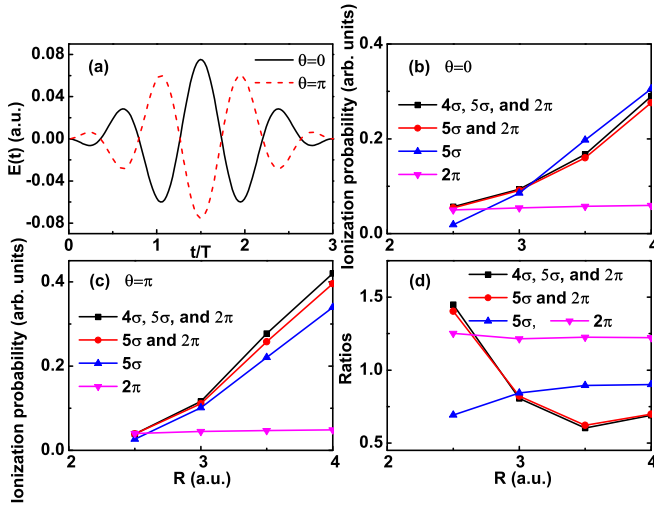 (a)
θ=0
θ=π
E(t) (a.u.)
0.08
0.04
0.00
-0.04
-0.08
0 1 2 3
t/T
(b) θ=0
4σ, 5σ, and 2π
5σ and 2π
5σ
2π
Ionization probability (arb. units)
0.4
0.2
0.0
2 3 4
(c) θ=π
4σ, 5σ, and 2π
5σ and 2π
5σ
2π
Ionization probability (arb. units)
0.4
0.2
0.0
2 3 4
R (a.u.)
(d)
4σ, 5σ, and 2π
5σ and 2π
5σ, 2π
Ratios
1.5
1.0
0.5
2 3 4
R (a.u.)